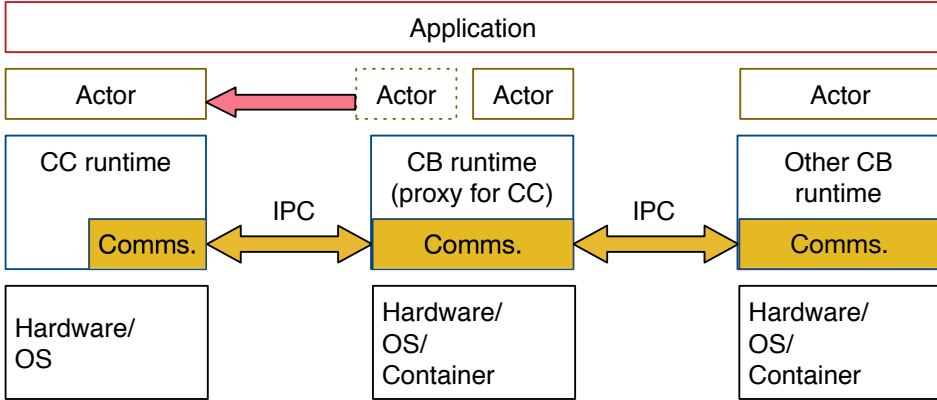 Application
Actor
Actor
Actor
Actor
CC runtime
CB runtime
(proxy for CC)
Other CB
runtime
IPC
IPC
Comms.
Comms.
Comms.
Hardware/
OS
Hardware/
OS/
Container
Hardware/
OS/
Container